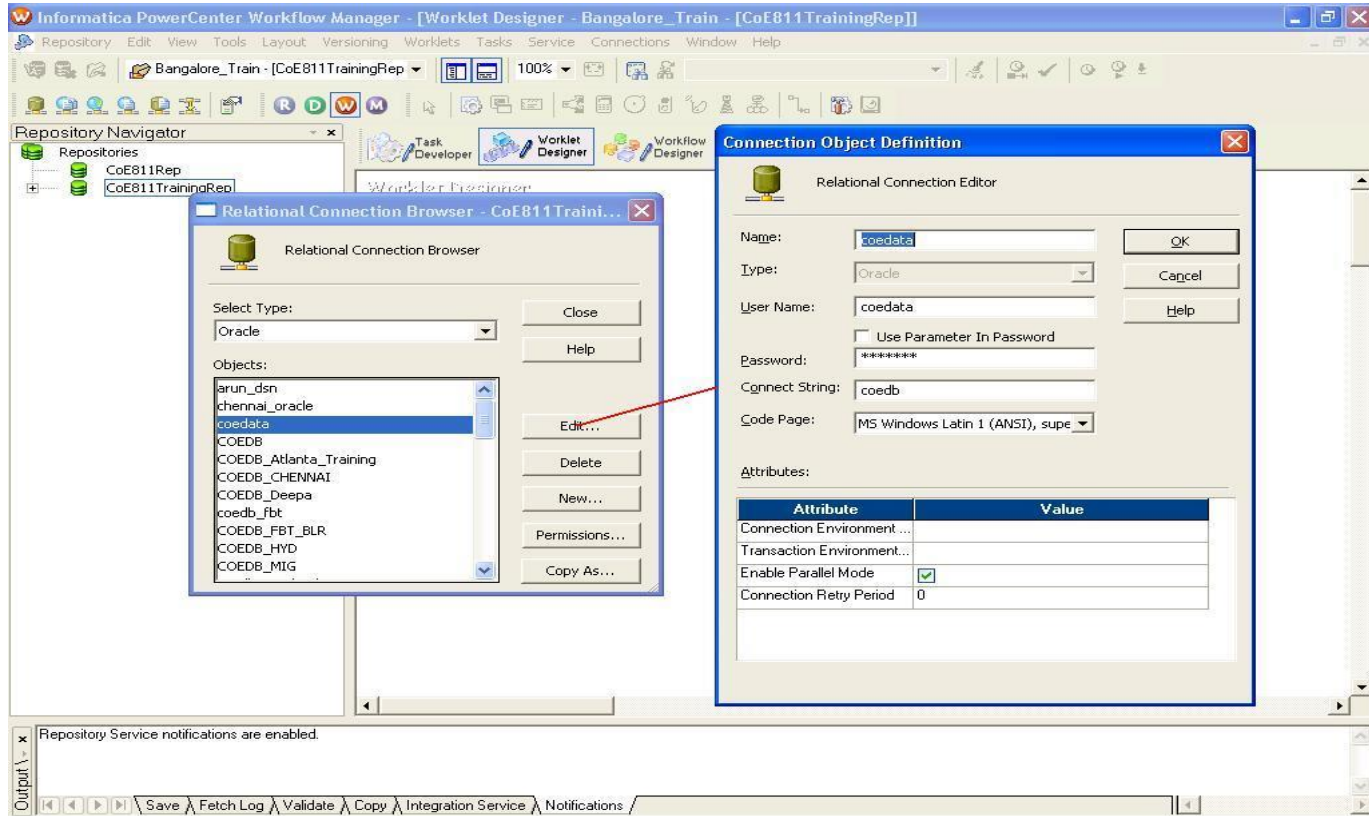 Informatica PowerCenter Workflow Manager - [Worklet Designer - Bangalore_Train - [CoE811TrainingRep]]
Repository Edit View Tools Layout Versioning Worklets Tasks Service Connections Window Help
Bangalore_Train - [CoE811TrainingRep
100%
R D W M
Repository Navigator
Repositories
CoE811Rep
CoE811TrainingRep
Task Developer
Worklet Designer
Workflow Designer
Worklet Designer
Relational Connection Browser - CoE811Traini...
Relational Connection Browser
Select Type:
Oracle
Objects:
arun_dsn
chennai_oracle
coedata
COEDB
COEDB_Atlanta_Training
COEDB_CHENNAI
COEDB_Deepa
coedb_fbt
COEDB_FBT_BLR
COEDB_HYD
COEDB_MIG
Close
Help
Edit...
Delete
New...
Permissions...
Copy As...
Connection Object Definition
Relational Connection Editor
Name: coedata
Type: Oracle
User Name: coedata
Use Parameter In Password
Password: *******
Connect String: coedb
Code Page: MS Windows Latin 1 (ANSI), supe
OK
Cancel
Help
Attributes:
Attribute Value
Connection Environment ...
Transaction Environment...
Enable Parallel Mode
Connection Retry Period 0
Repository Service notifications are enabled.
Output
Save Fetch Log Validate Copy Integration Service Notifications